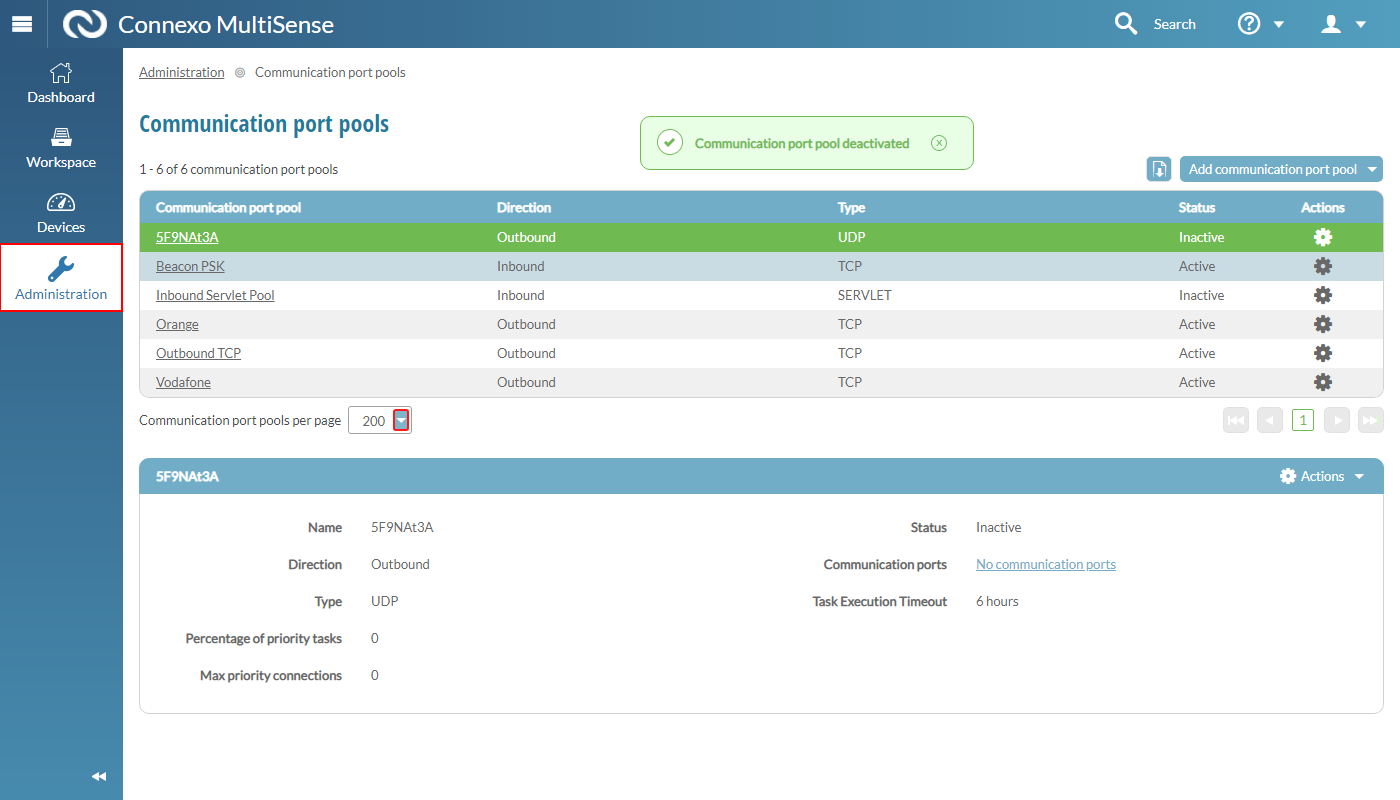 Connexo MultiSense
Search
Dashboard
Workspace
Devices
Administration
Administration Communication port pools
Communication port pools
Communication port pool deactivated
1 - 6 of 6 communication port pools
Add communication port pool
Communication port pool Direction Type Status Actions
5F9NAt3A Outbound UDP Inactive
Beacon PSK Inbound TCP Active
Inbound Servlet Pool Inbound SERVLET Inactive
Orange Outbound TCP Active
Outbound TCP Outbound TCP Active
Vodafone Outbound TCP Active
Communication port pools per page 200
1
5F9NAt3A Actions
Name 5F9NAt3A Status Inactive
Direction Outbound Communication ports No communication ports
Type UDP Task Execution Timeout 6 hours
Percentage of priority tasks 0
Max priority connections 0